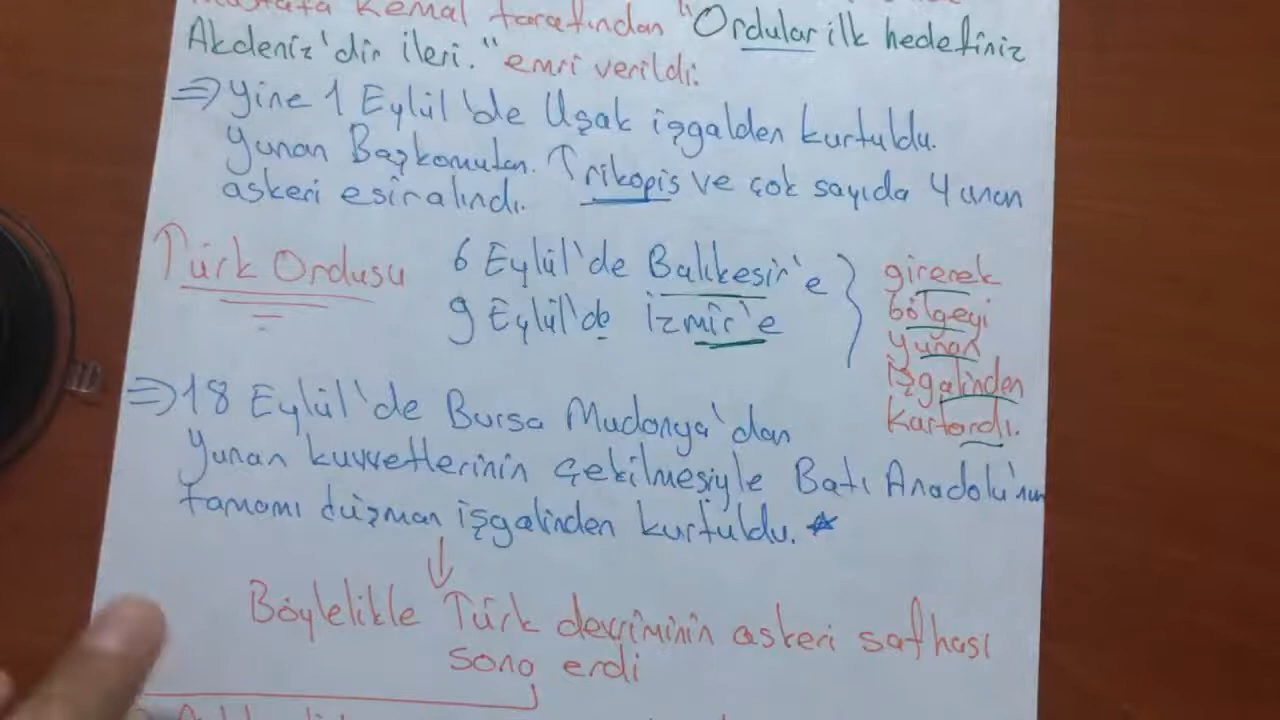 Mustafa Kemal tarafından "Ordular ilk hedefiniz
Akdeniz'dir ileri." emri verildi.
⇒ Yine 1 Eylül'de Uşak işgalden kurtuldu.
Yunan Başkomutan. Trikopis ve çok sayıda Yunan
askeri esir alındı.
Türk Ordusu
6 Eylül'de Balıkesir'e
9 Eylül'de İzmir'e
girerek
bölgeyi
Yunan
işgalinden
kurtardı.
⇒ 18 Eylül'de Bursa Mudanya'dan
Yunan kuvvetlerinin çekilmesiyle Batı Anadolu'nun
tamamı düşman işgalinden kurtuldu.
Böylelikle Türk devriminin askeri safhası
sona erdi